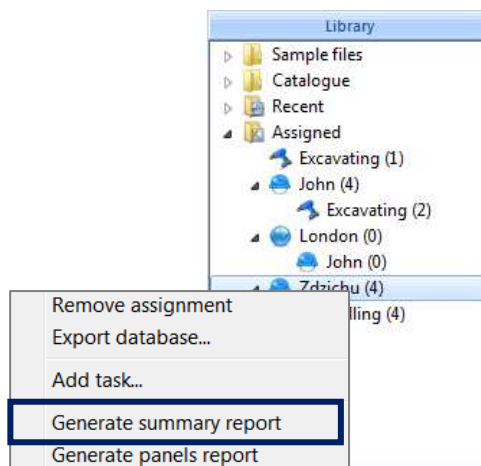 Library
Sample files
Catalogue
Recent
Assigned
Excavating (1)
John (4)
Excavating (2)
London (0)
John (0)
Zdzichu (4)
lling (4)
Remove assignment
Export database...
Add task...
Generate summary report
Generate panels report